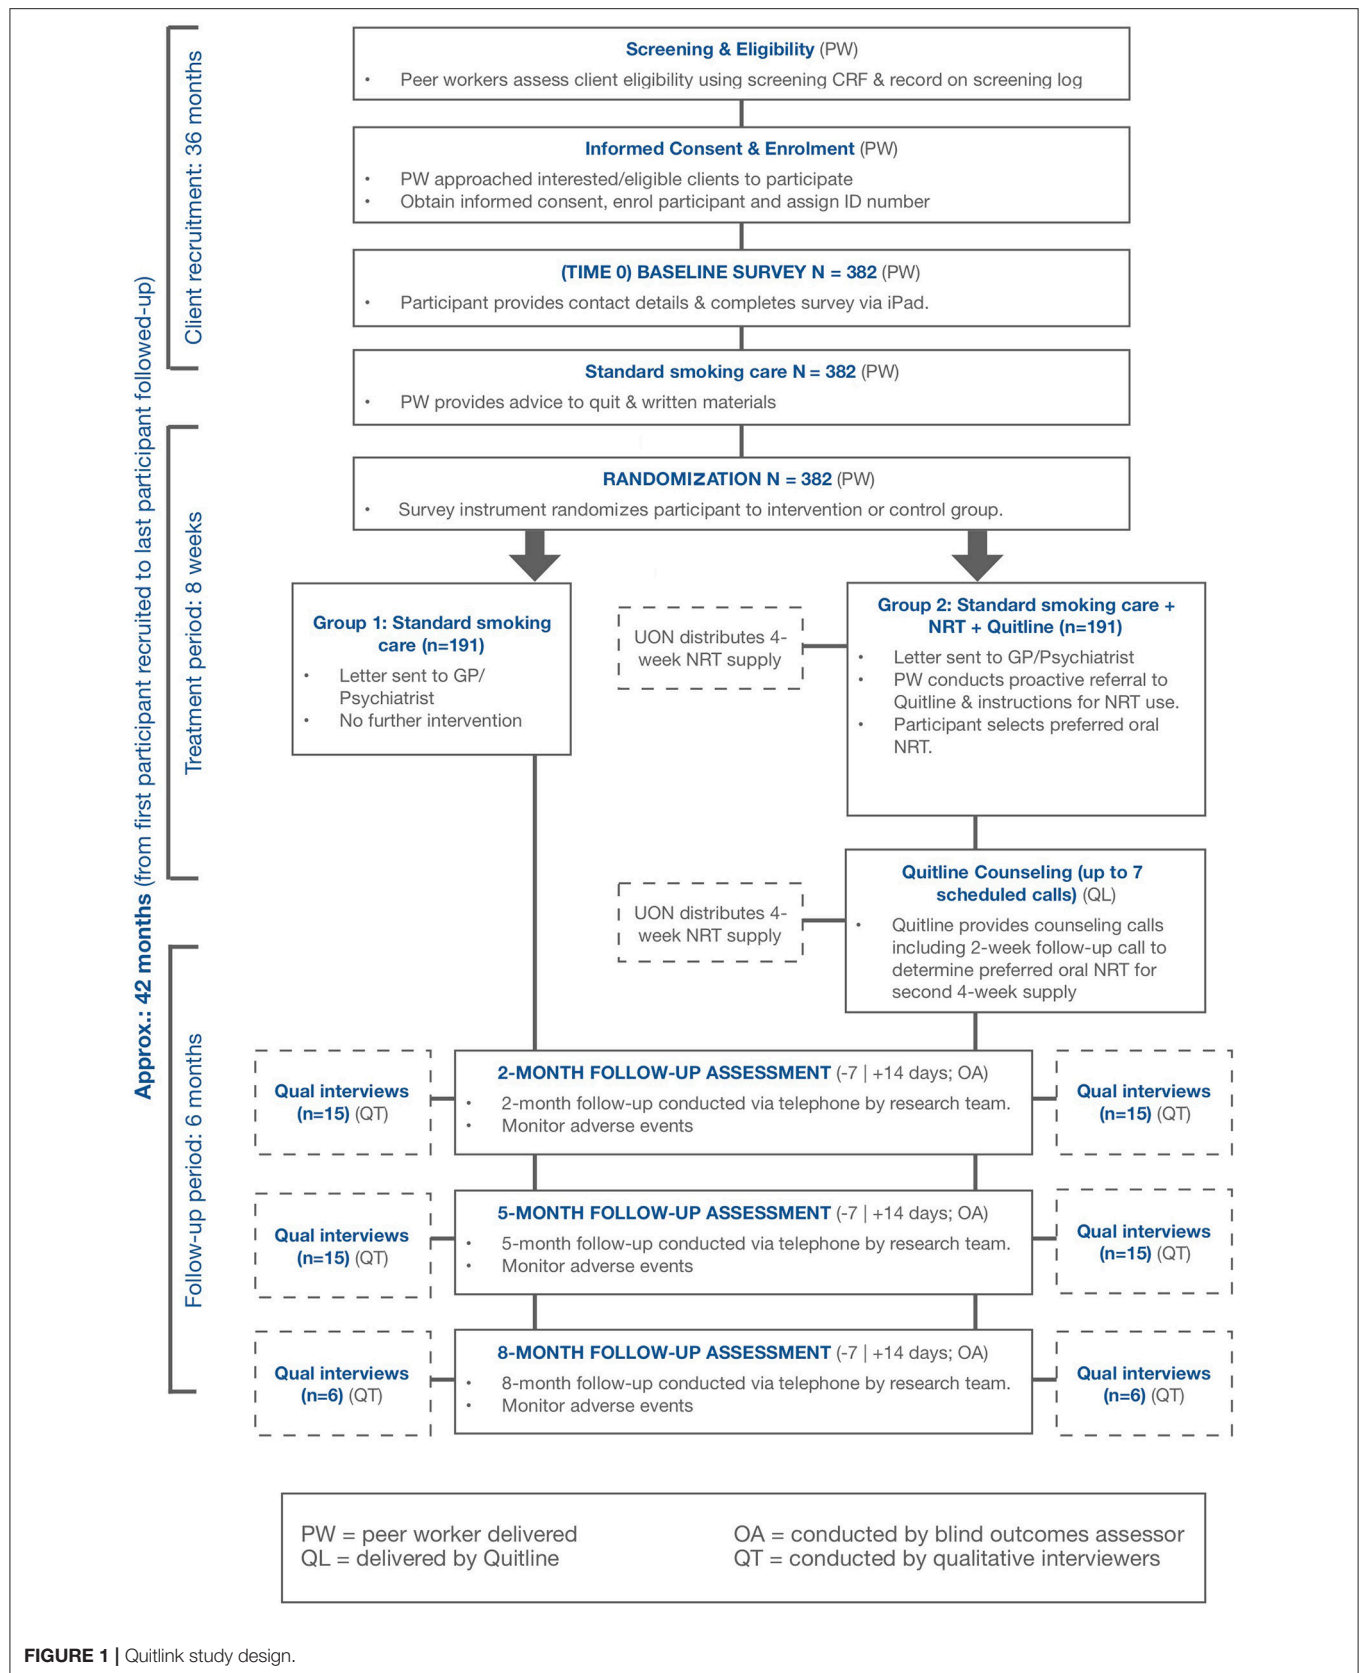 Screening & Eligibility (PW)
• Peer workers assess client eligibility using screening CRF & record on screening log
Informed Consent & Enrolment (PW)
• PW approached interested/eligible clients to participate
• Obtain informed consent, enrol participant and assign ID number
(TIME 0) BASELINE SURVEY N = 382 (PW)
• Participant provides contact details & completes survey via iPad.
Standard smoking care N = 382 (PW)
• PW provides advice to quit & written materials
RANDOMIZATION N = 382 (PW)
• Survey instrument randomizes participant to intervention or control group.
Client recruitment: 36 months
Treatment period: 8 weeks
Follow-up period: 6 months
Approx.: 42 months (from first participant recruited to last participant followed-up)
Group 1: Standard smoking
care (n=191)
• Letter sent to GP/
Psychiatrist
• No further intervention
UON distributes 4-
week NRT supply
Group 2: Standard smoking care +
NRT + Quitline (n=191)
• Letter sent to GP/Psychiatrist
• PW conducts proactive referral to
Quitline & instructions for NRT use.
• Participant selects preferred oral
NRT.
UON distributes 4-
week NRT supply
Quitline Counseling (up to 7
scheduled calls) (QL)
• Quitline provides counseling calls
including 2-week follow-up call to
determine preferred oral NRT for
second 4-week supply
Qual interviews
(n=15) (QT)
2-MONTH FOLLOW-UP ASSESSMENT (-7 | +14 days; OA)
• 2-month follow-up conducted via telephone by research team.
• Monitor adverse events
Qual interviews
(n=15) (QT)
Qual interviews
(n=15) (QT)
5-MONTH FOLLOW-UP ASSESSMENT (-7 | +14 days; OA)
• 5-month follow-up conducted via telephone by research team.
• Monitor adverse events
Qual interviews
(n=15) (QT)
Qual interviews
(n=6) (QT)
8-MONTH FOLLOW-UP ASSESSMENT (-7 | +14 days; OA)
• 8-month follow-up conducted via telephone by research team.
• Monitor adverse events
Qual interviews
(n=6) (QT)
PW = peer worker delivered
QL = delivered by Quitline
OA = conducted by blind outcomes assessor
QT = conducted by qualitative interviewers
FIGURE 1 | Quitlink study design.